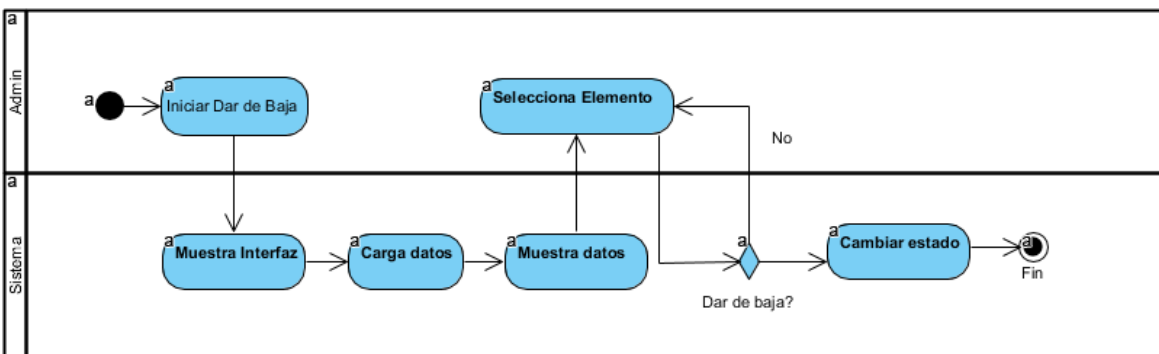 a
Admin
a
a
Iniciar Dar de Baja
a
Selecciona Elemento
No
a
Sistema
a
Muestra Interfaz
a
Carga datos
a
Muestra datos
a
Dar de baja?
a
Cambiar estado
a
Fin